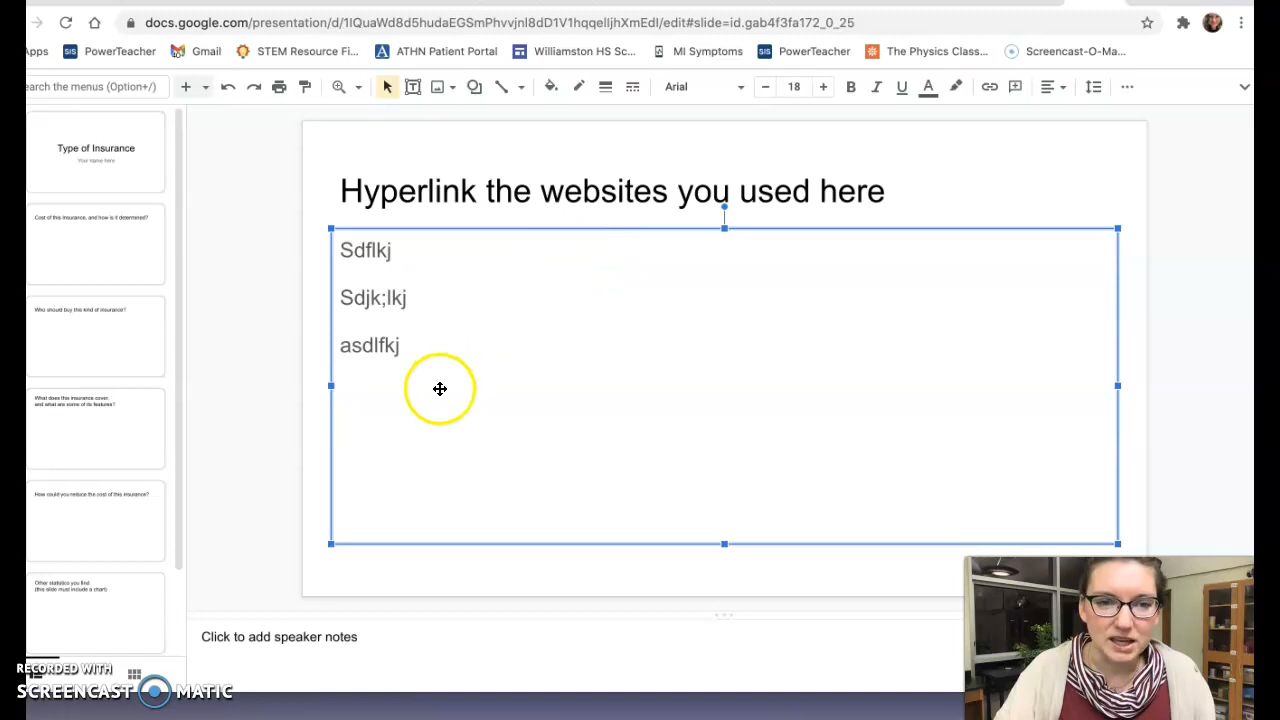 docs.google.com/presentation/d/1IQuaWd8d5hudaEGSmPhvvjnl8dD1V1hqqelljhXmEdI/edit#slide=id.gab4f3fa172_0_25
Apps SIS PowerTeacher Gmail STEM Resource Fi... A ATHN Patient Portal Williamston HS Sc... MI Symptoms SIS PowerTeacher The Physics Class... Screencast-O-Ma...
earch the menus (Option+/) Arial 18 B I U A
Type of Insurance
Your name here
Cost of this insurance, and how is it determined?
Who should buy this kind of insurance?
What does this insurance cover,
and what are some of its features?
How could you reduce the cost of this insurance?
Other statistics you find
(this slide must include a chart)
Hyperlink the websites you used here
Sdflkj
Sdjk;lkj
asdlfkj
Click to add speaker notes
RECORDED WITH
SCREENCAST MATIC